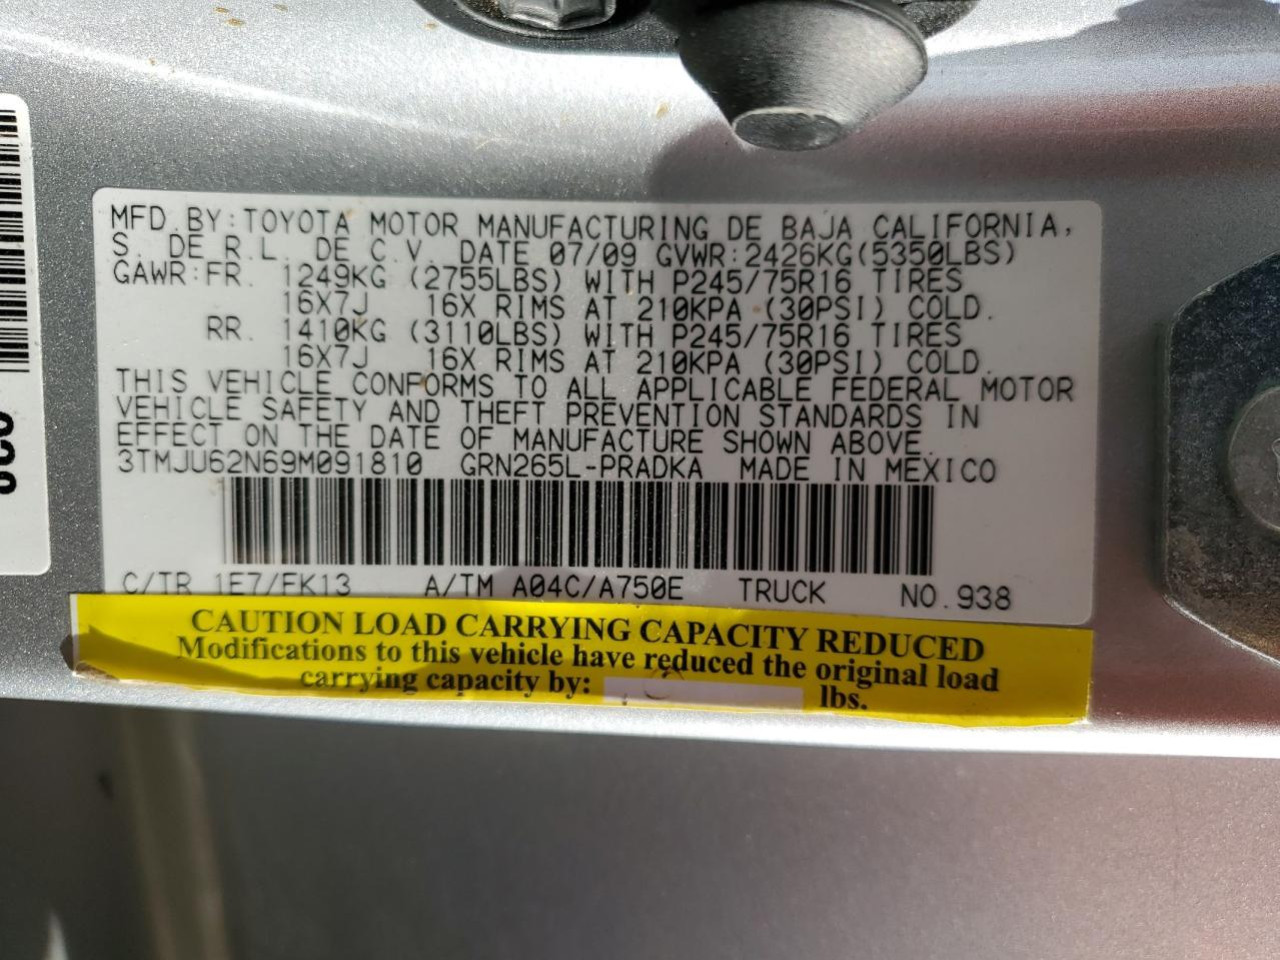 MFD.BY:TOYOTA MOTOR MANUFACTURING DE BAJA CALIFORNIA,
S. DE R.L. DE C.V. DATE 07/09 GVWR:2426KG(5350LBS)
GAWR:FR. 1249KG (2755LBS) WITH P245/75R16 TIRES
16X7J 16X RIMS AT 210KPA (30PSI) COLD.
RR. 1410KG (3110LBS) WITH P245/75R16 TIRES
16X7J 16X RIMS AT 210KPA (30PSI) COLD.
THIS VEHICLE CONFORMS TO ALL APPLICABLE FEDERAL MOTOR
VEHICLE SAFETY AND THEFT PREVENTION STANDARDS IN
EFFECT ON THE DATE OF MANUFACTURE SHOWN ABOVE.
3TMJU62N69M091810 GRN265L-PRADKA MADE IN MEXICO
C/TR 1E7/FK13 A/TM A04C/A750E TRUCK NO.938
CAUTION LOAD CARRYING CAPACITY REDUCED
Modifications to this vehicle have reduced the original load
carrying capacity by: lbs.